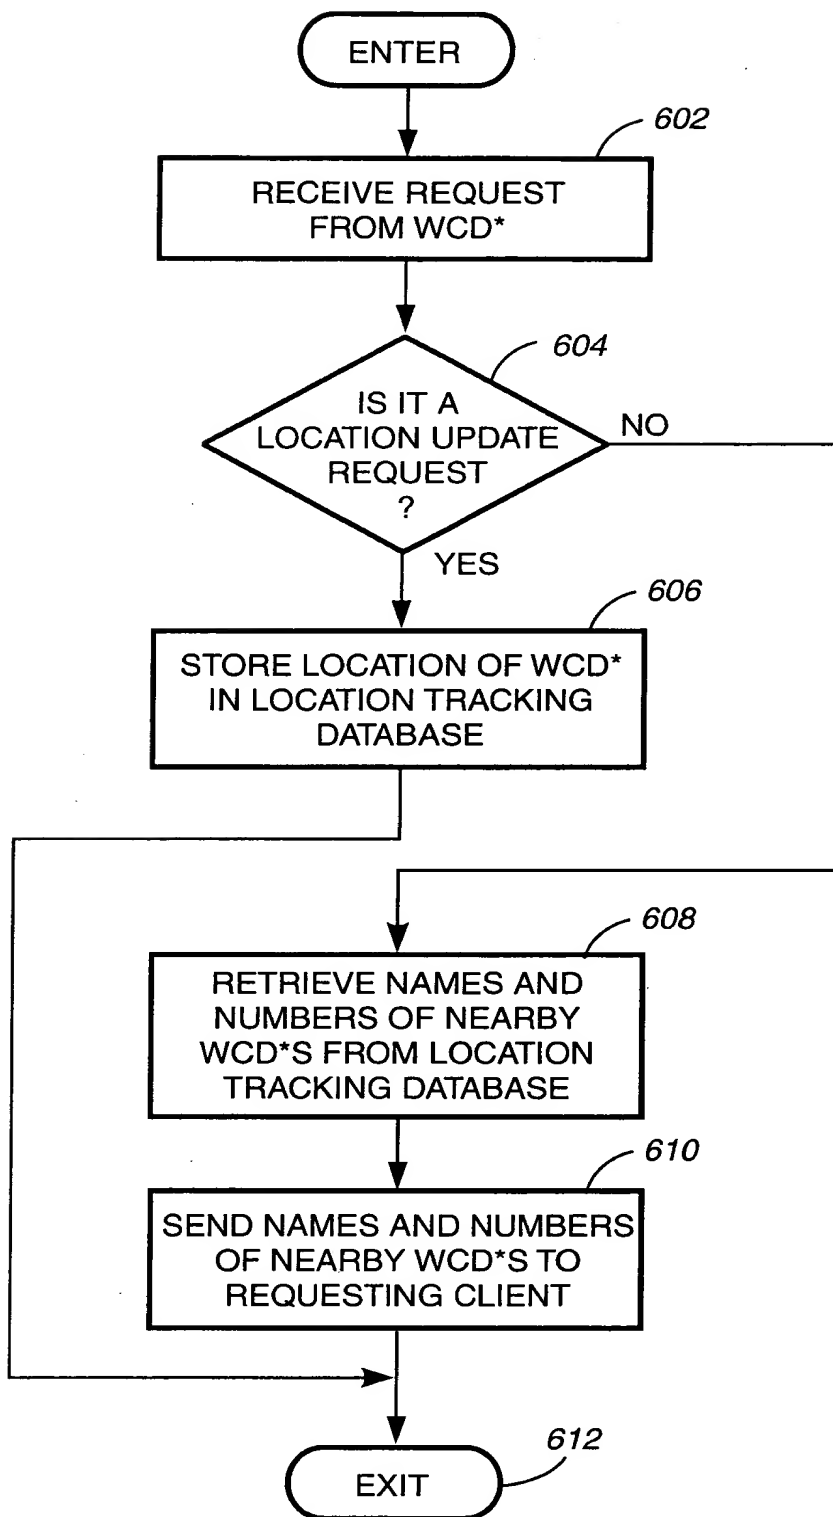 ENTER
602
RECEIVE REQUEST
FROM WCD*
604
IS IT A
LOCATION UPDATE
REQUEST
?
NO
YES
606
STORE LOCATION OF WCD*
IN LOCATION TRACKING
DATABASE
608
RETRIEVE NAMES AND
NUMBERS OF NEARBY
WCD*S FROM LOCATION
TRACKING DATABASE
610
SEND NAMES AND NUMBERS
OF NEARBY WCD*S TO
REQUESTING CLIENT
612
EXIT